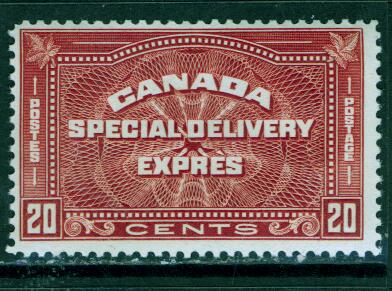 CANADA
SPECIAL DELIVERY
EXPRES
POSTES
POSTAGE
20 CENTS 20